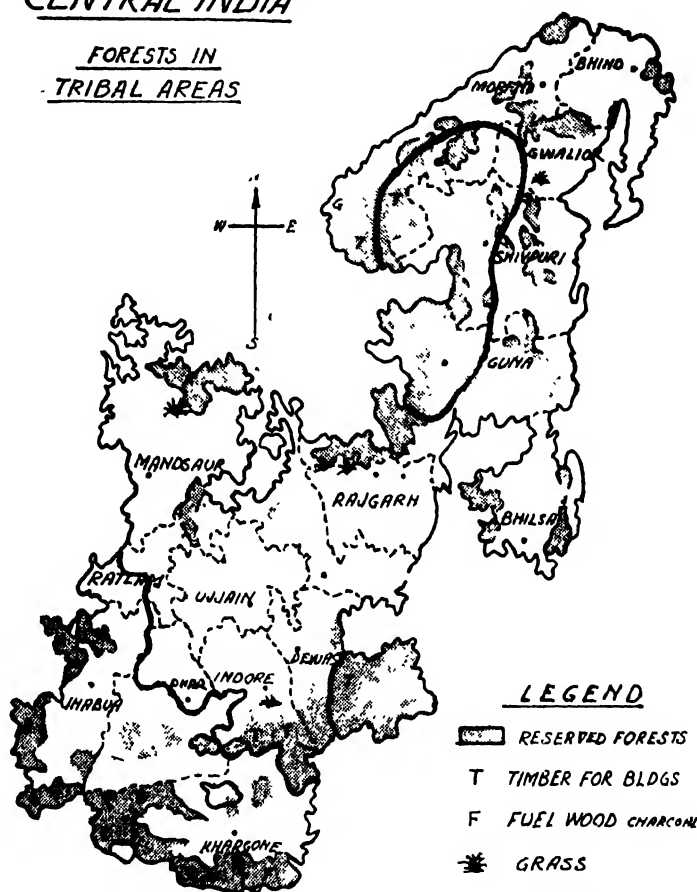 CENTRAL INDIA
FORESTS IN
TRIBAL AREAS
BHIND
MORENA
GWALIOR
W E
G
SHIVPURI
S
GUNA
MANDSAUR
RAJGARH
BHILSA
RATLAM
UJJAIN
DEWAS
DHAR INDORE
JHABUA
LEGEND
RESERVED FORESTS
T TIMBER FOR BLDGS
F FUEL WOOD CHARCOAL
GRASS
KHARGONE